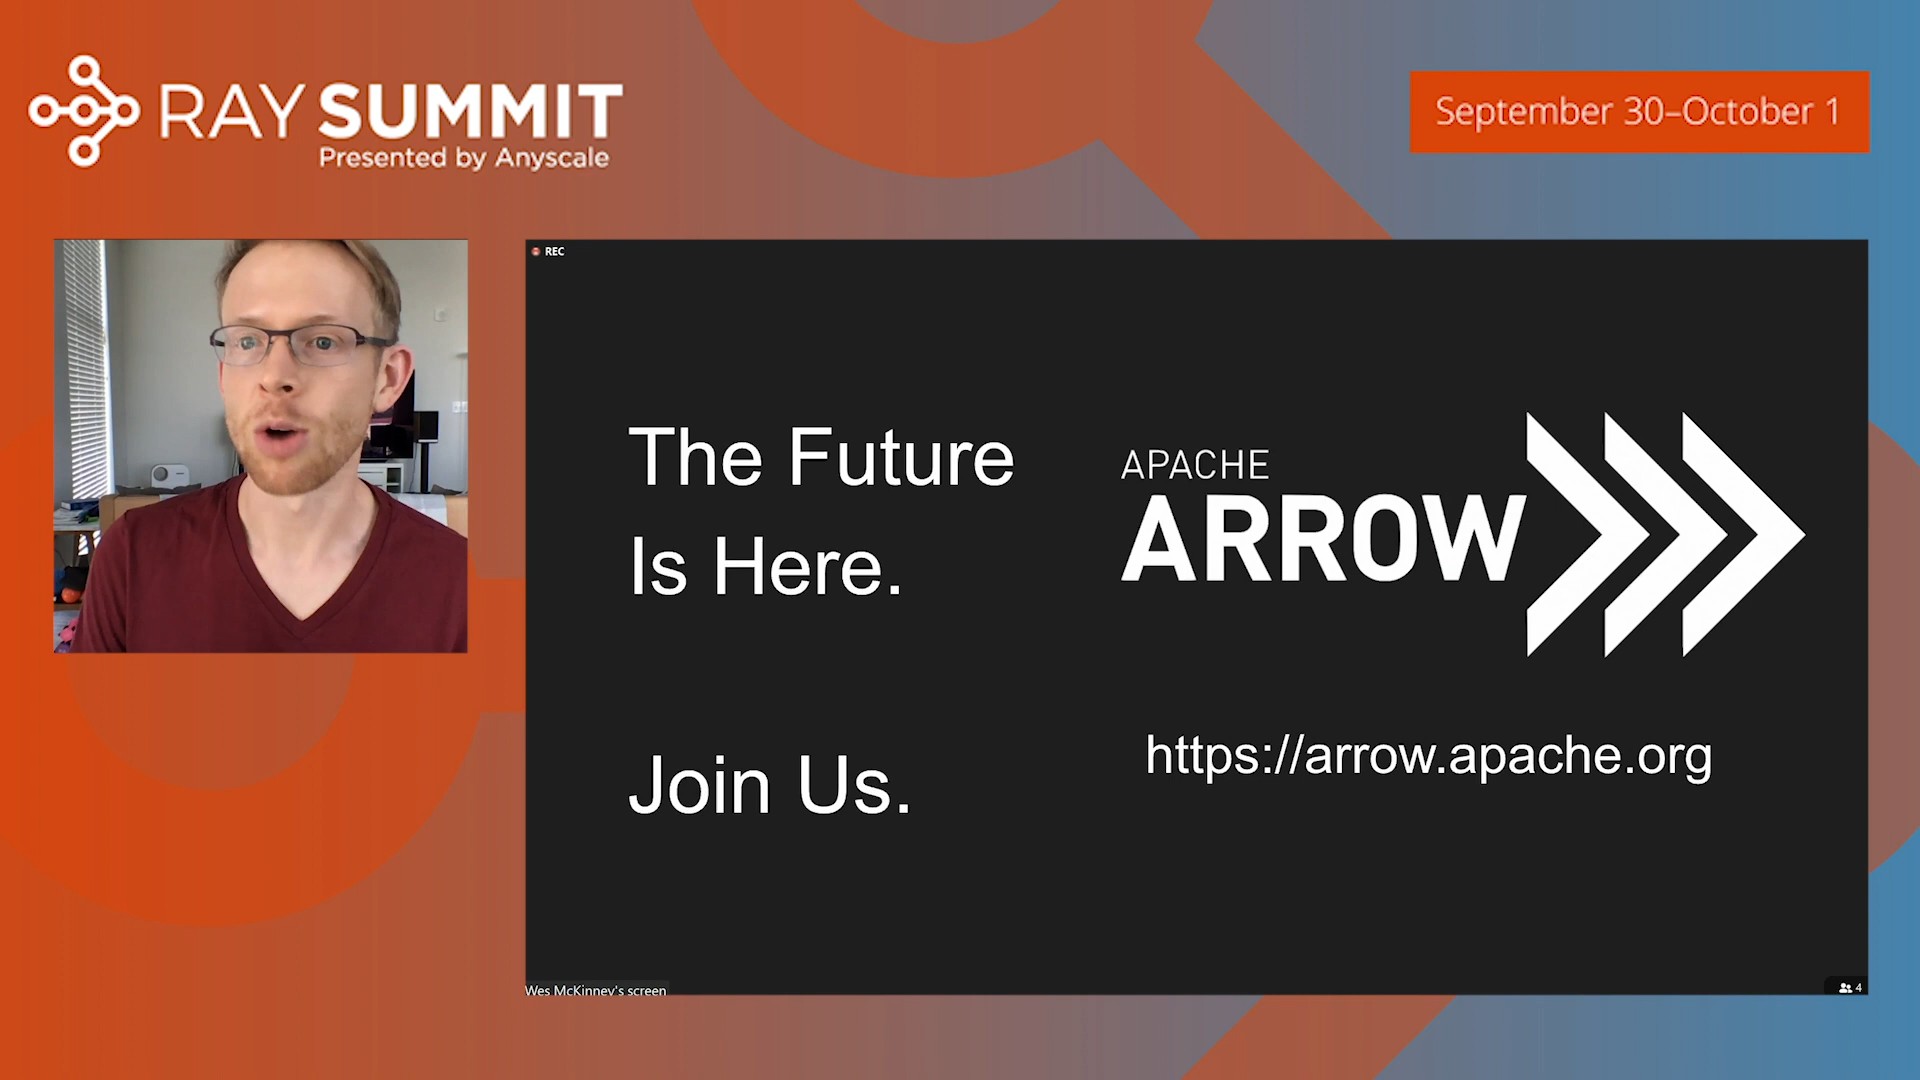 RAY SUMMIT
Presented by Anyscale
September 30–October 1
REC
The Future
Is Here.
Join Us.
APACHE
ARROW
https://arrow.apache.org
Wes McKinney's screen
4